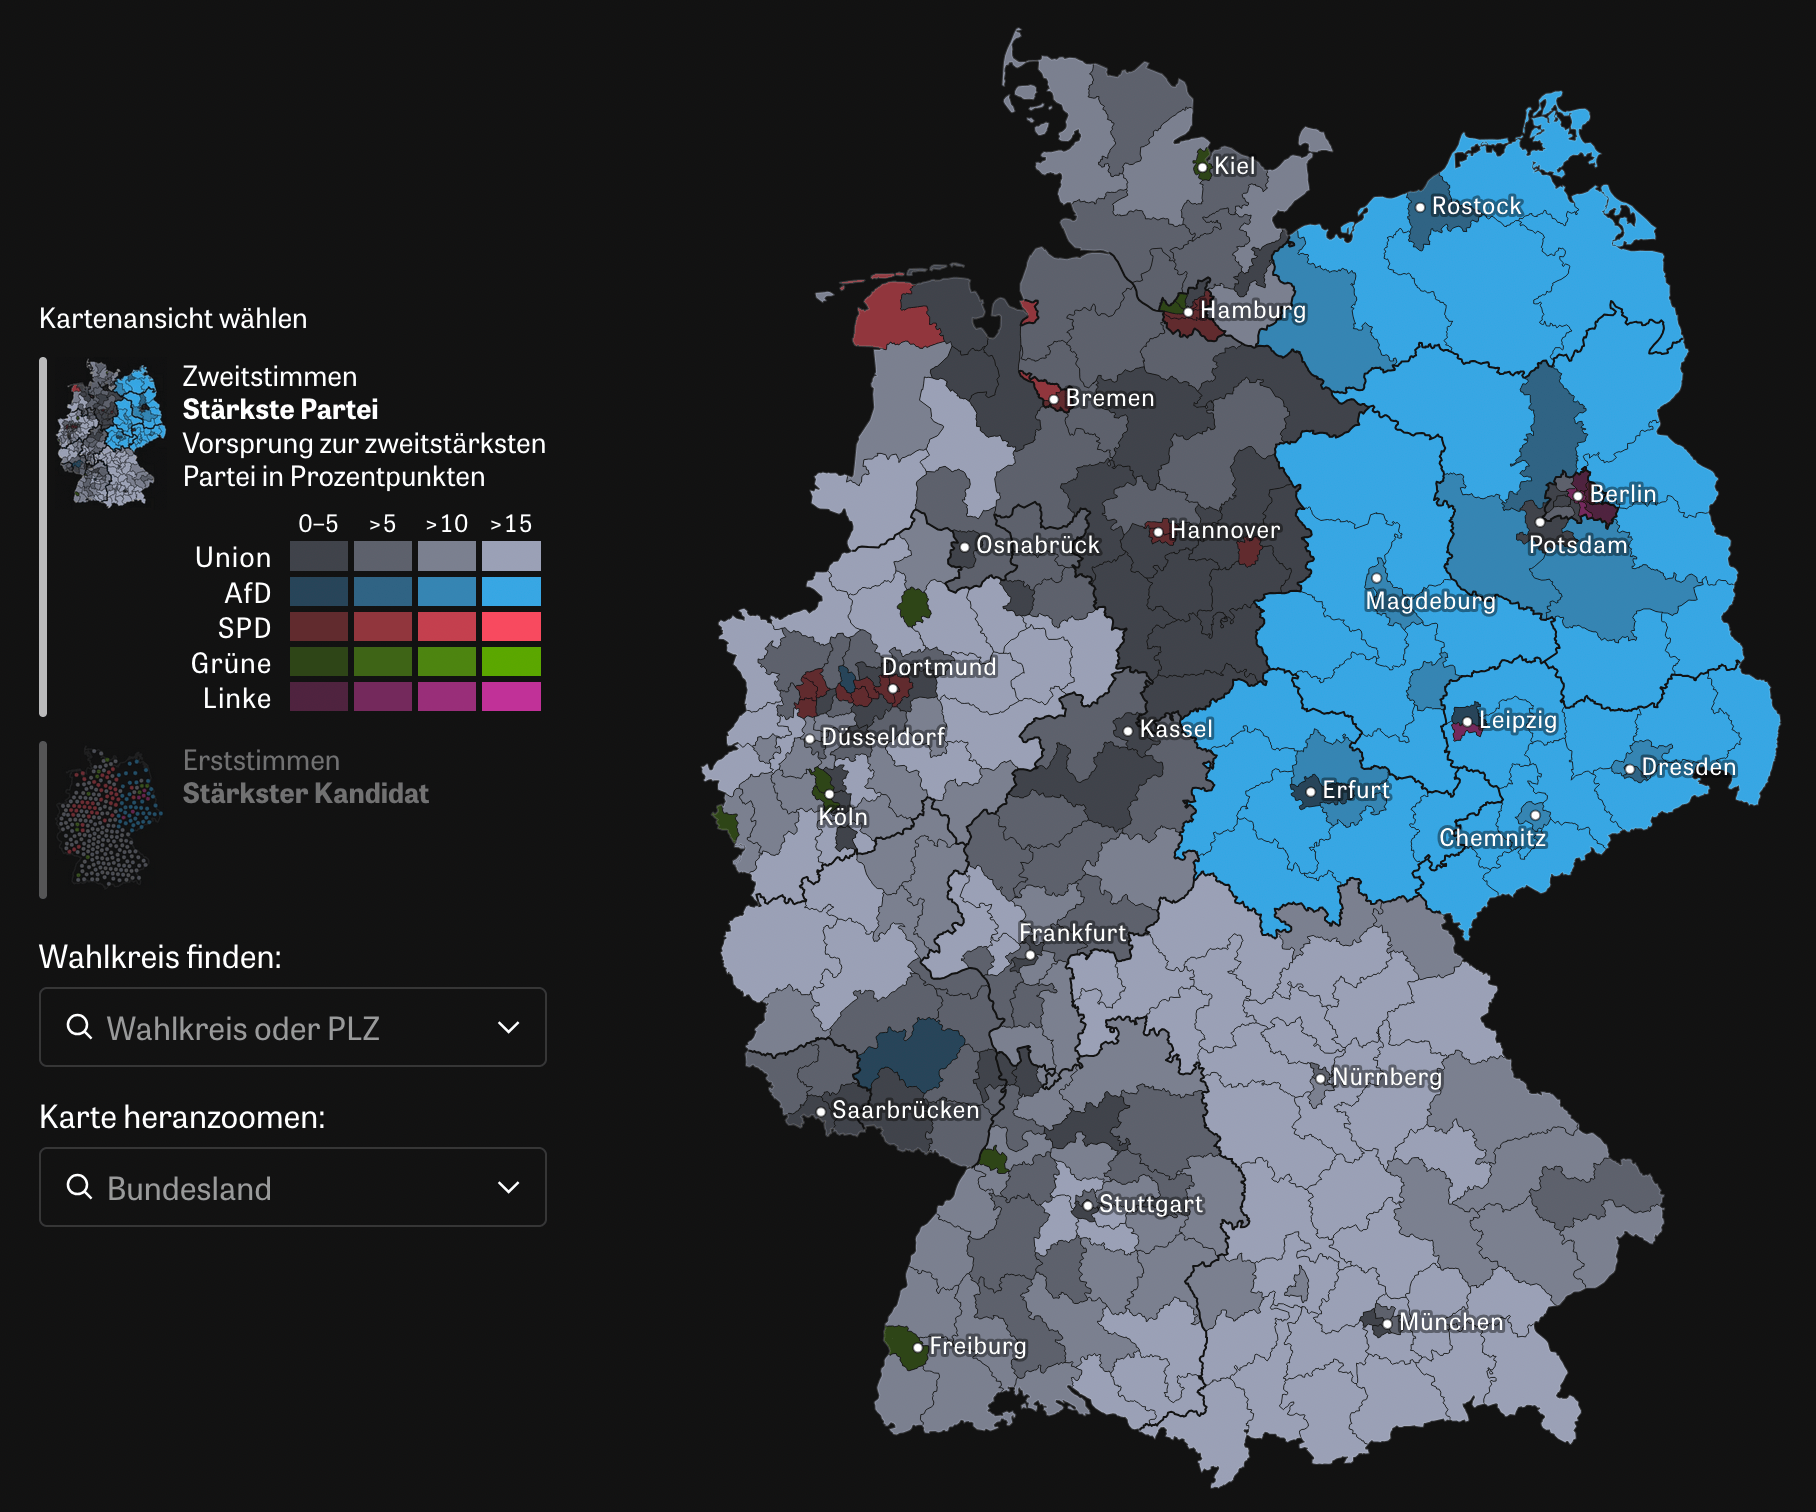 Kartenansicht wählen
Zweitstimmen
Stärkste Partei
Vorsprung zur zweitstärksten
Partei in Prozentpunkten
0–5 >5 >10 >15
Union
AfD
SPD
Grüne
Linke
Erststimmen
Stärkster Kandidat
Wahlkreis finden:
Wahlkreis oder PLZ
Karte heranzoomen:
Bundesland
Kiel
Rostock
Hamburg
Bremen
Berlin
Hannover
Osnabrück
Potsdam
Magdeburg
Dortmund
Leipzig
Kassel
Düsseldorf
Dresden
Erfurt
Köln
Chemnitz
Frankfurt
Nürnberg
Saarbrücken
Stuttgart
München
Freiburg